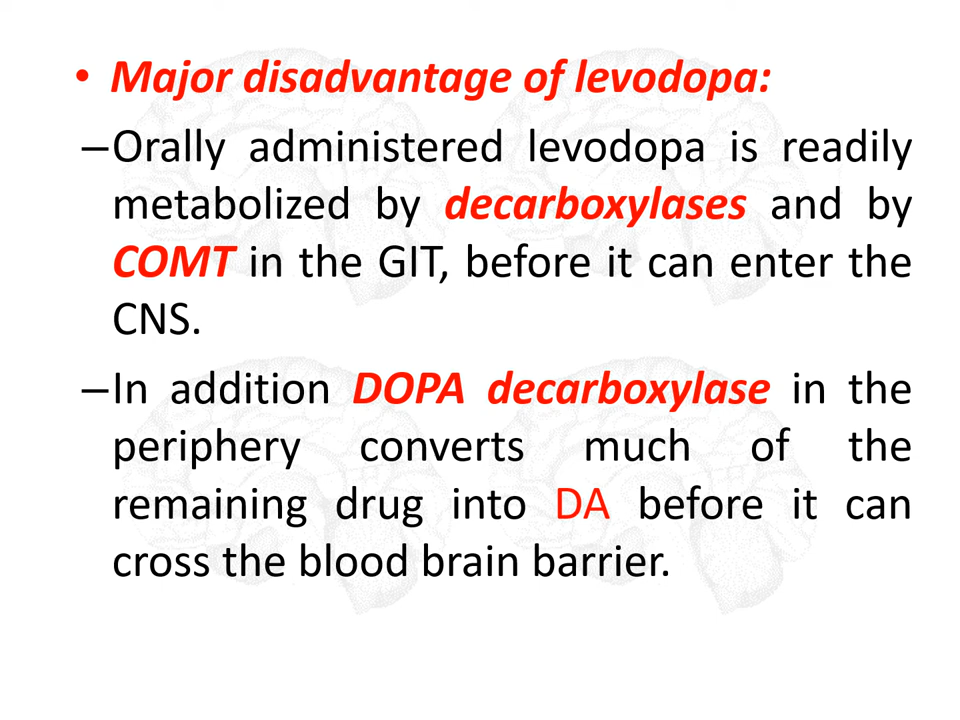 • Major disadvantage of levodopa:
–Orally administered levodopa is readily
metabolized by decarboxylases and by
COMT in the GIT, before it can enter the
CNS.
–In addition DOPA decarboxylase in the
periphery converts much of the
remaining drug into DA before it can
cross the blood brain barrier.